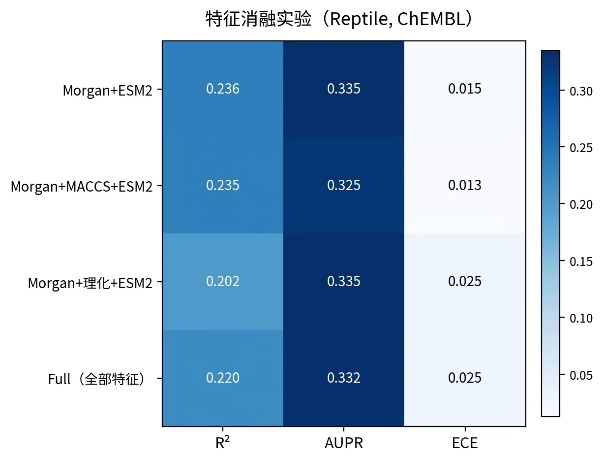 特征消融实验（Reptile, ChEMBL）
Morgan+ESM2 0.236 0.335 0.015
Morgan+MACCS+ESM2 0.235 0.325 0.013
Morgan+理化+ESM2 0.202 0.335 0.025
Full（全部特征） 0.220 0.332 0.025
R² AUPR ECE
0.30
0.25
0.20
0.15
0.10
0.05